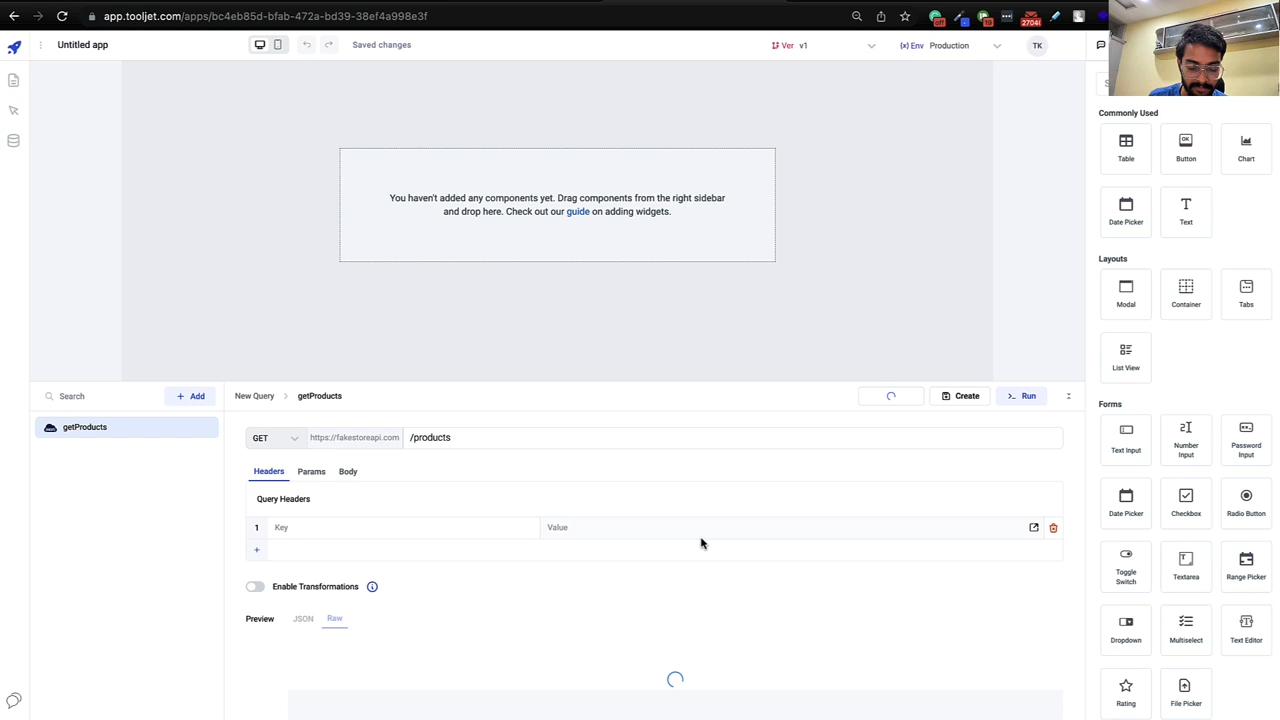 app.tooljet.com/apps/bc4eb85d-bfab-472a-bd39-38ef4a998e3f
Untitled app
Saved changes
Ver v1
{x} Env Production
TK
You haven't added any components yet. Drag components from the right sidebar
and drop here. Check out our guide on adding widgets.
Search
+ Add
getProducts
New Query > getProducts
Create
Run
GET
https://fakestoreapi.com
/products
Headers
Params
Body
Query Headers
1
Key
Value
+
Enable Transformations
Preview
JSON
Raw
Commonly Used
Table
Button
Chart
Date Picker
Text
Layouts
Modal
Container
Tabs
List View
Forms
Text Input
Number
Input
Password
Input
Date Picker
Checkbox
Radio Button
Toggle
Switch
Textarea
Range Picker
Dropdown
Multiselect
Text Editor
Rating
File Picker